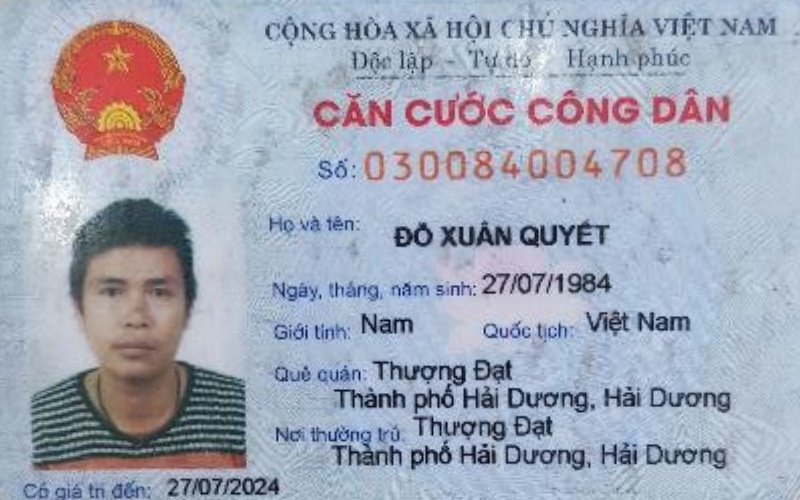 CỘNG HÒA XÃ HỘI CHỦ NGHĨA VIỆT NAM
Độc lập - Tự do Hạnh phúc
CĂN CƯỚC CÔNG DÂN
Số: 030084004708
Họ và tên: ĐỖ XUÂN QUYẾT
Ngày, tháng, năm sinh: 27/07/1984
Giới tính: Nam Quốc tịch: Việt Nam
Quê quán: Thượng Đạt
Thành phố Hải Dương, Hải Dương
Nơi thường trú: Thượng Đạt
Thành phố Hải Dương, Hải Dương
Có giá trị đến: 27/07/2024